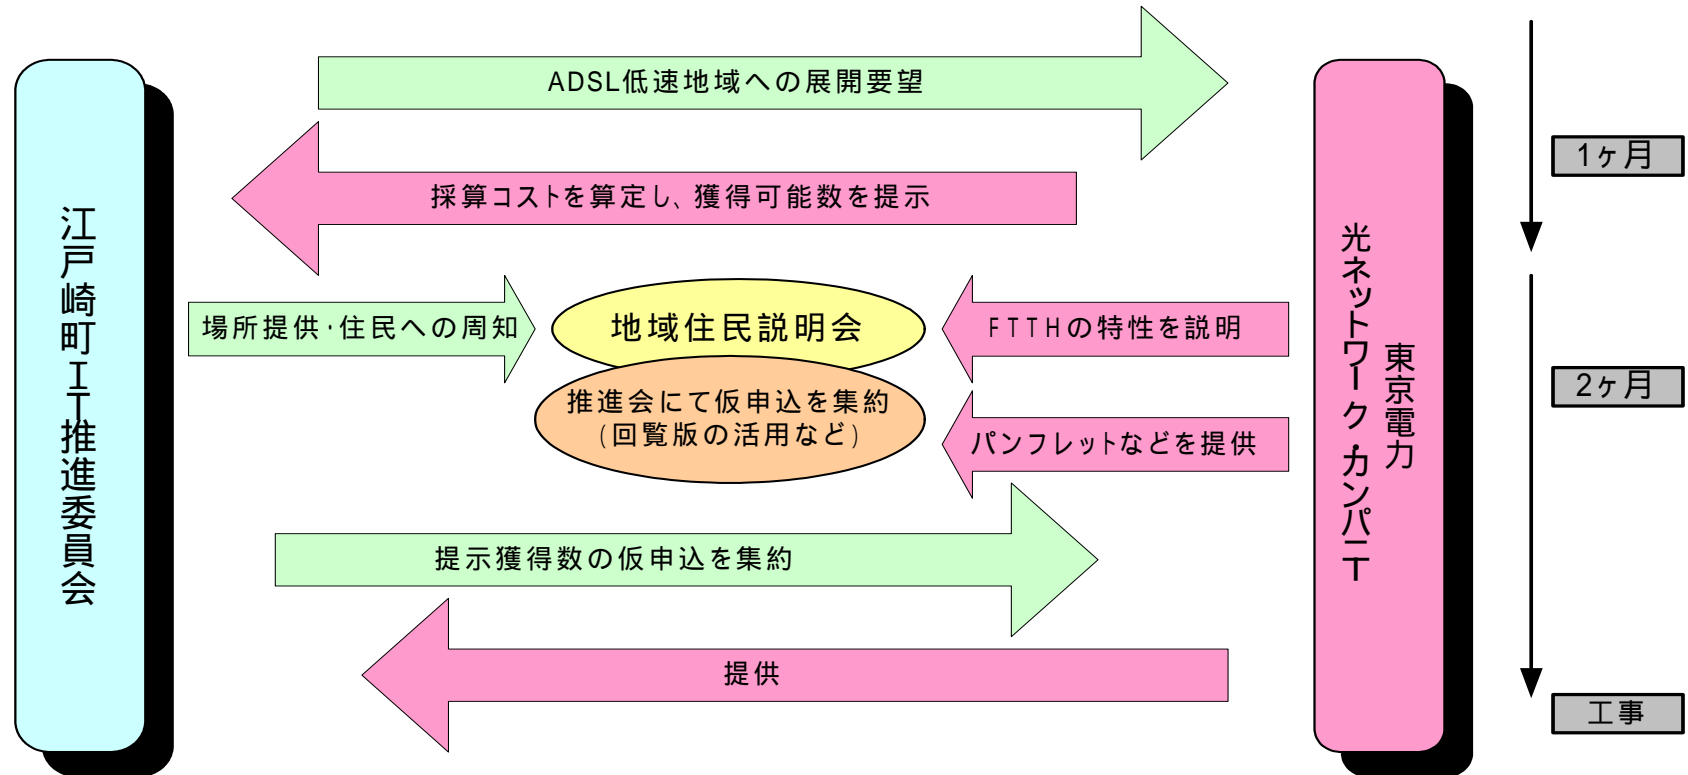 ADSL低速地域への展開要望
1ヶ月
採算コストを算定し、獲得可能数を提示
江戸崎町IT推進委員会
場所提供・住民への周知
地域住民説明会
FTTHの特性を説明
推進会にて仮申込を集約
(回覧版の活用など)
パンフレットなどを提供
東京電力
光ネットワーク・カンパニー
2ヶ月
提示獲得数の仮申込を集約
提供
工事